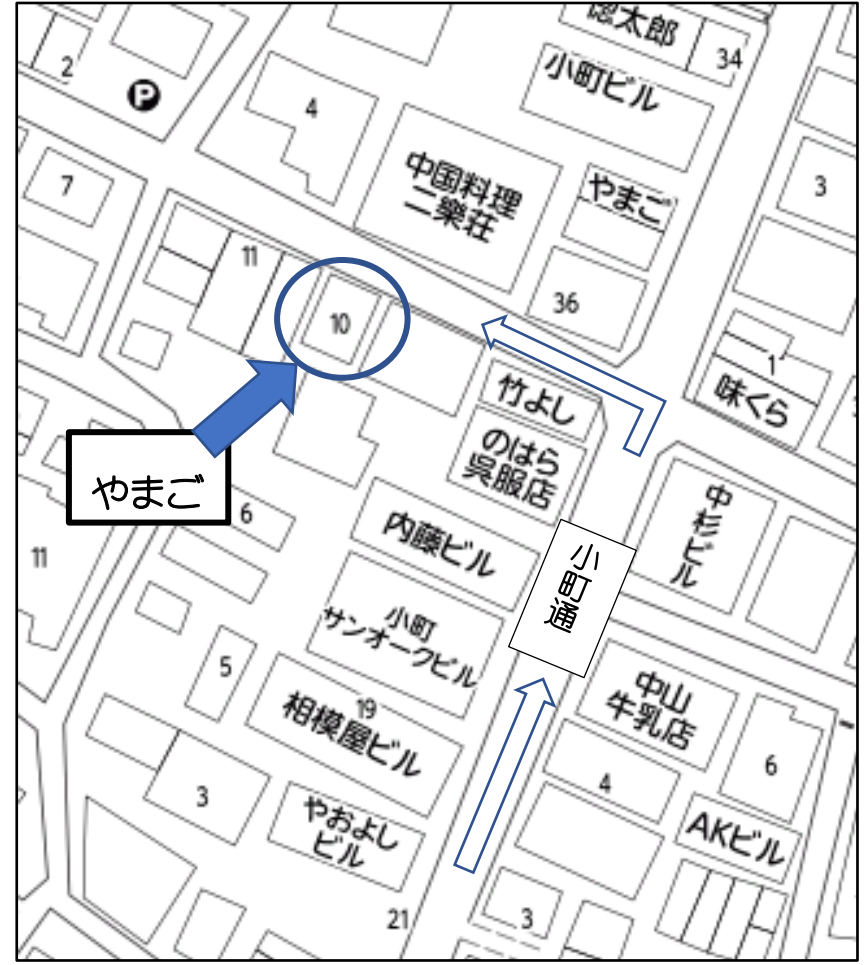 太郎
34
小町ビル
2
P
4
中国料理
二樂荘
やまご
7
3
11
10
36
1
味くら
竹よし
のはら
呉服店
やまご
6
中杉ビル
内藤ビル
小町通
11
小町
サンオークビル
5
19
相模屋ビル
中山
牛乳店
6
4
3
やおよし
ビル
AKビル
21
3